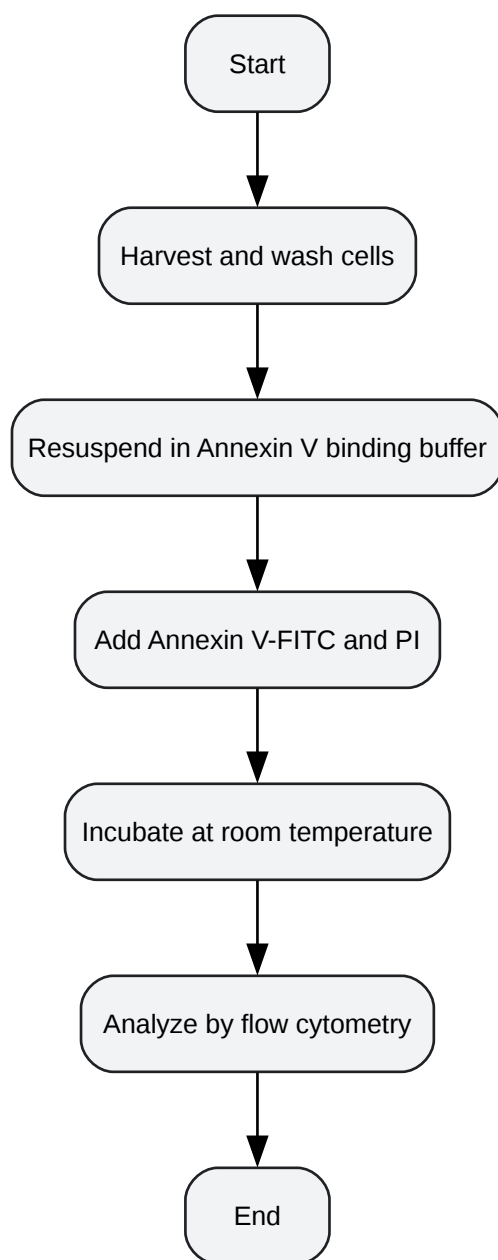 Start
Harvest and wash cells
Resuspend in Annexin V binding buffer
Add Annexin V-FITC and PI
Incubate at room temperature
Analyze by flow cytometry
End